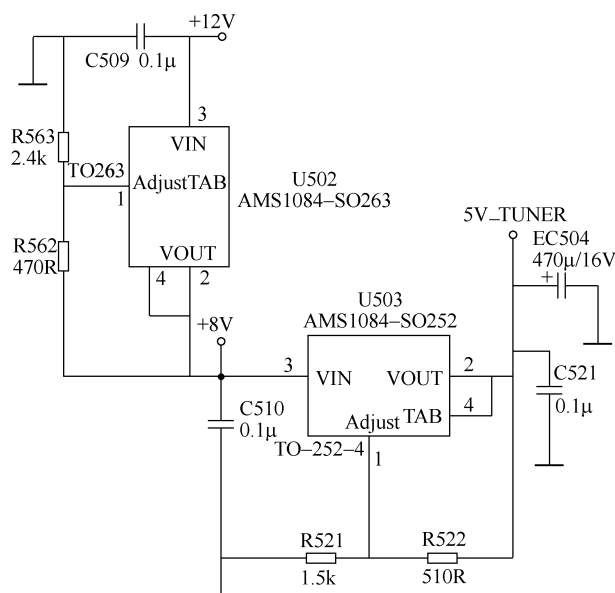 +12V
C509 0.1μ
3
VIN
R563
2.4k
TO263
1
AdjustTAB
U502
AMS1084-SO263
R562
470R
VOUT
4 2
5V_TUNER
EC504
470μ/16V
+
+8V
U503
AMS1084-SO252
3
VIN
VOUT
2
TAB
4
Adjust
TO-252-4
1
C510
0.1μ
C521
0.1μ
R521
1.5k
R522
510R